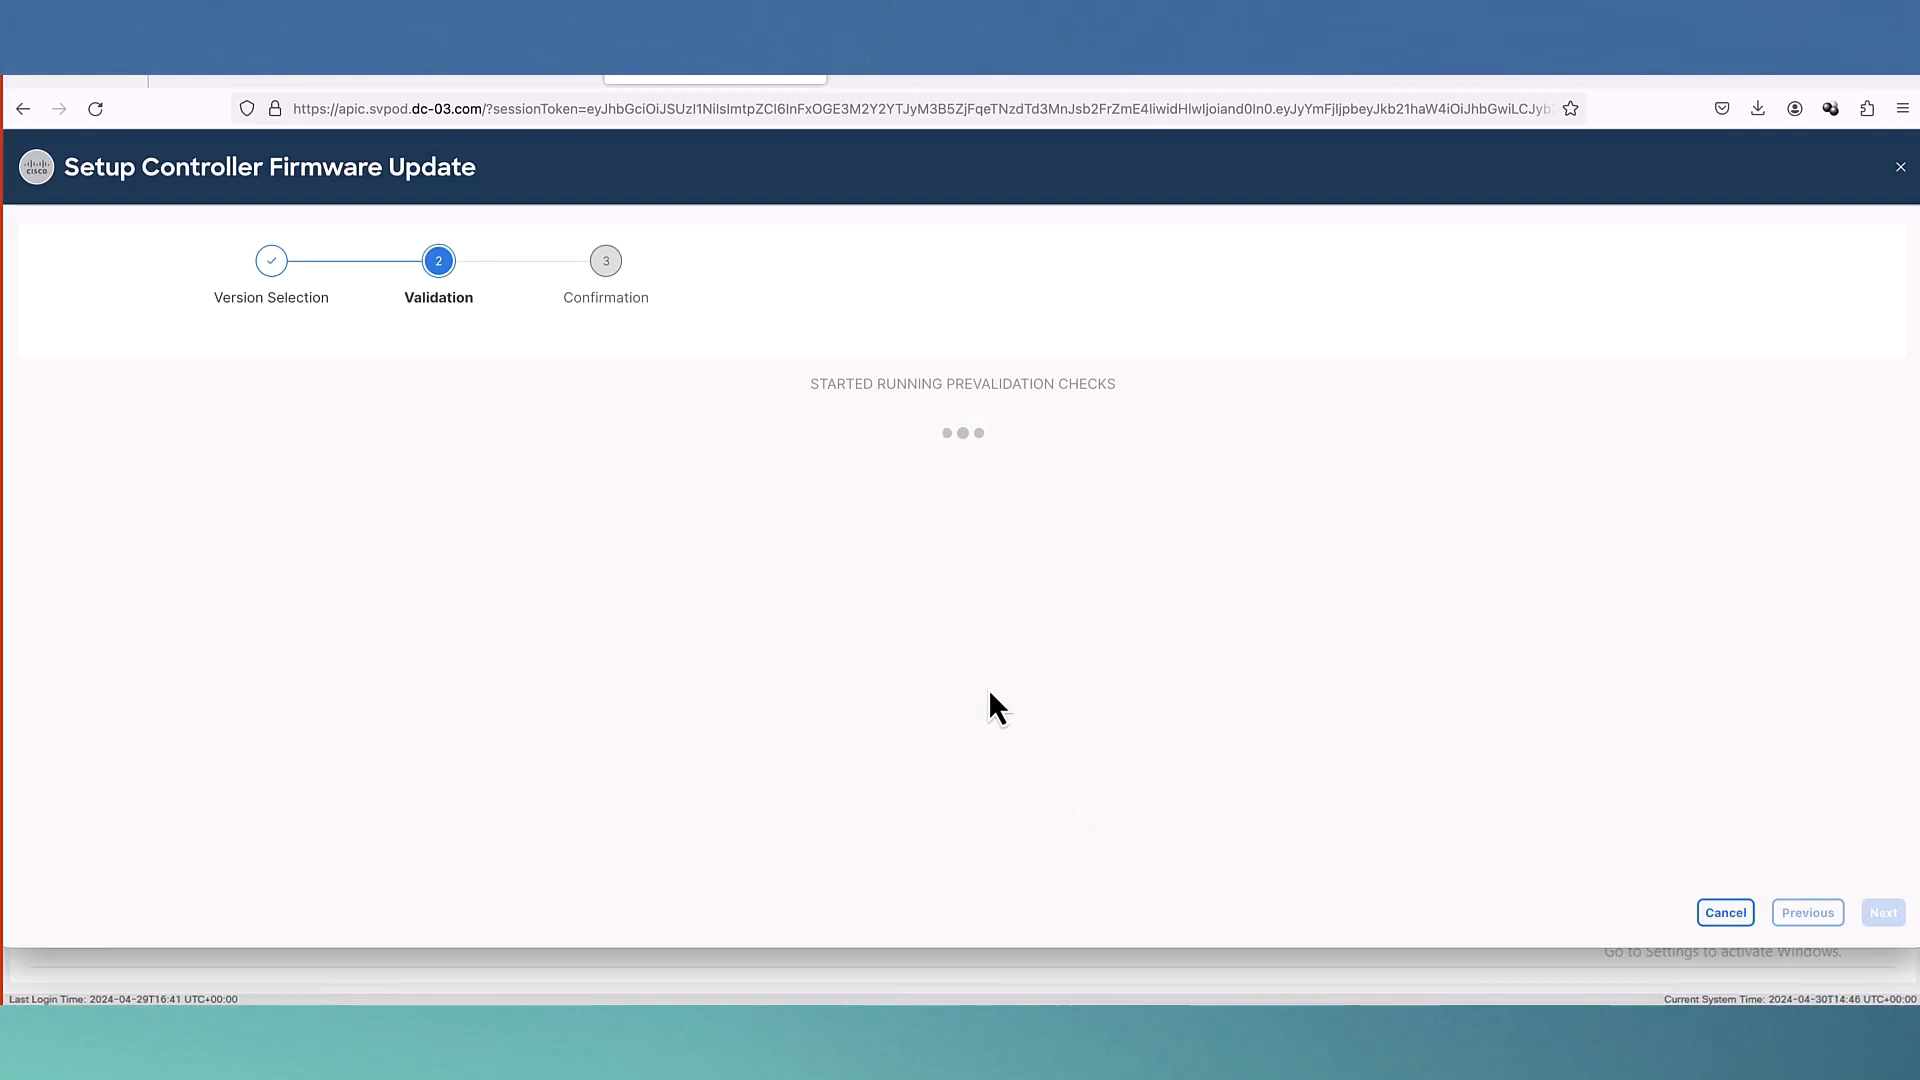 https://apic.svpod.dc-03.com/?sessionToken=
CISCO
Setup Controller Firmware Update
2
3
Version Selection
Validation
Confirmation
STARTED RUNNING PREVALIDATION CHECKS
Cancel
Previous
Next
Go to Settings to activate Windows.
Last Login Time: 2024-04-29T16:41 UTC+00:00
Current System Time: 2024-04-30T14:46 UTC+00:00